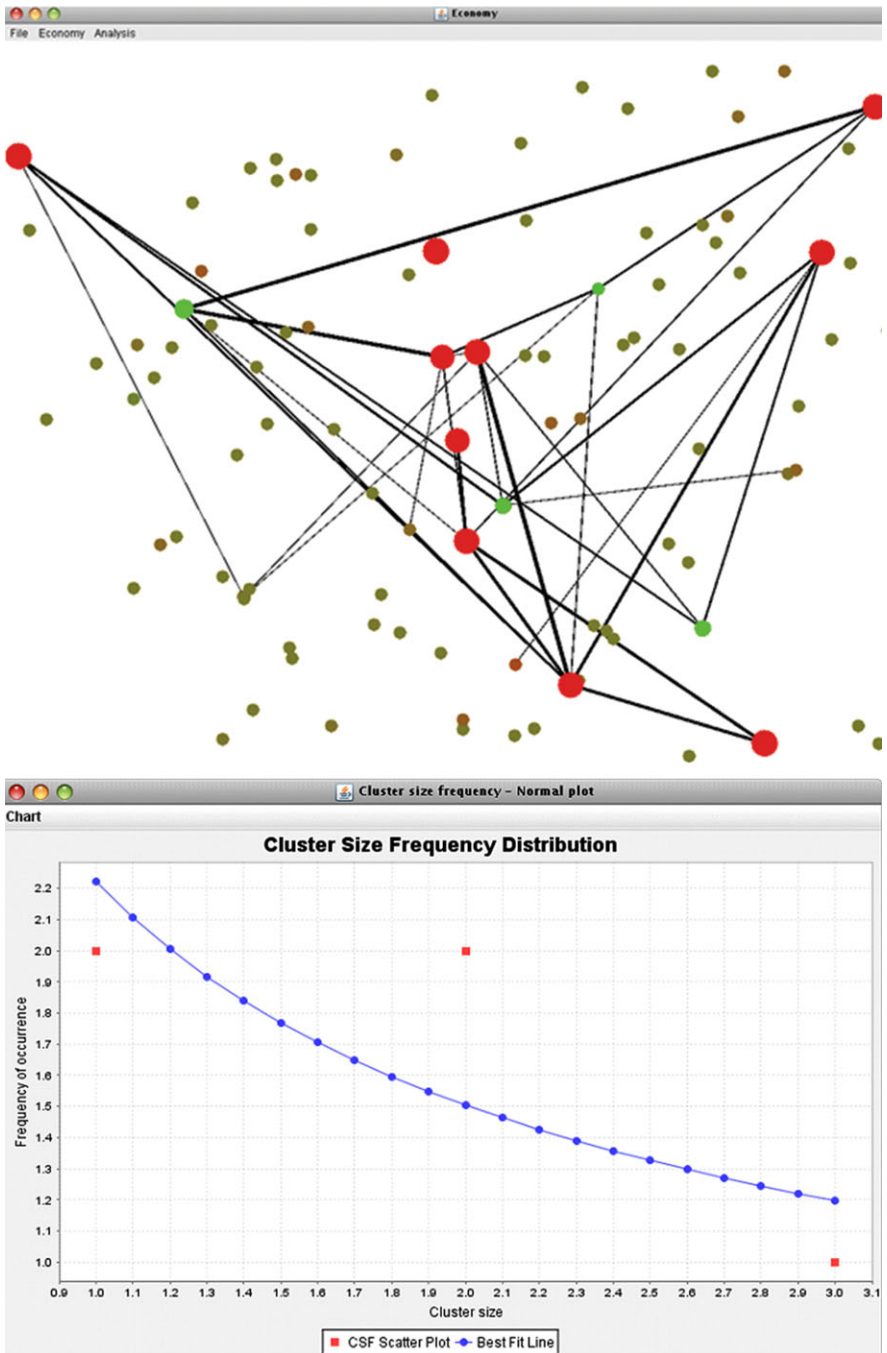 Economy
File Economy Analysis
Cluster size frequency - Normal plot
Chart
Cluster Size Frequency Distribution
2.2
2.1
2.0
1.9
1.8
1.7
1.6
1.5
1.4
1.3
1.2
1.1
1.0
Frequency of occurrence
0.9 1.0 1.1 1.2 1.3 1.4 1.5 1.6 1.7 1.8 1.9 2.0 2.1 2.2 2.3 2.4 2.5 2.6 2.7 2.8 2.9 3.0 3.1
Cluster size
CSF Scatter Plot Best Fit Line